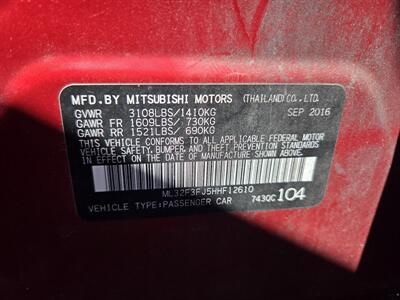 MFD.BY MITSUBISHI MOTORS (THAILAND)CO.,LTD.
GVWR 3108LBS/1410KG SEP 2016
GAWR FR 1609LBS/ 730KG
GAWR RR 1521LBS/ 690KG
THIS VEHICLE CONFORMS TO ALL APPLICABLE FEDERAL MOTOR
VEHICLE SAFETY,BUMPER,AND THEFT PREVENTION STANDARDS
IN EFFECT ON THE DATE OF MANUFACTURE SHOWN ABOVE.
ML32F3FJ5HHF12610
VEHICLE TYPE:PASSENGER CAR 743QC 104